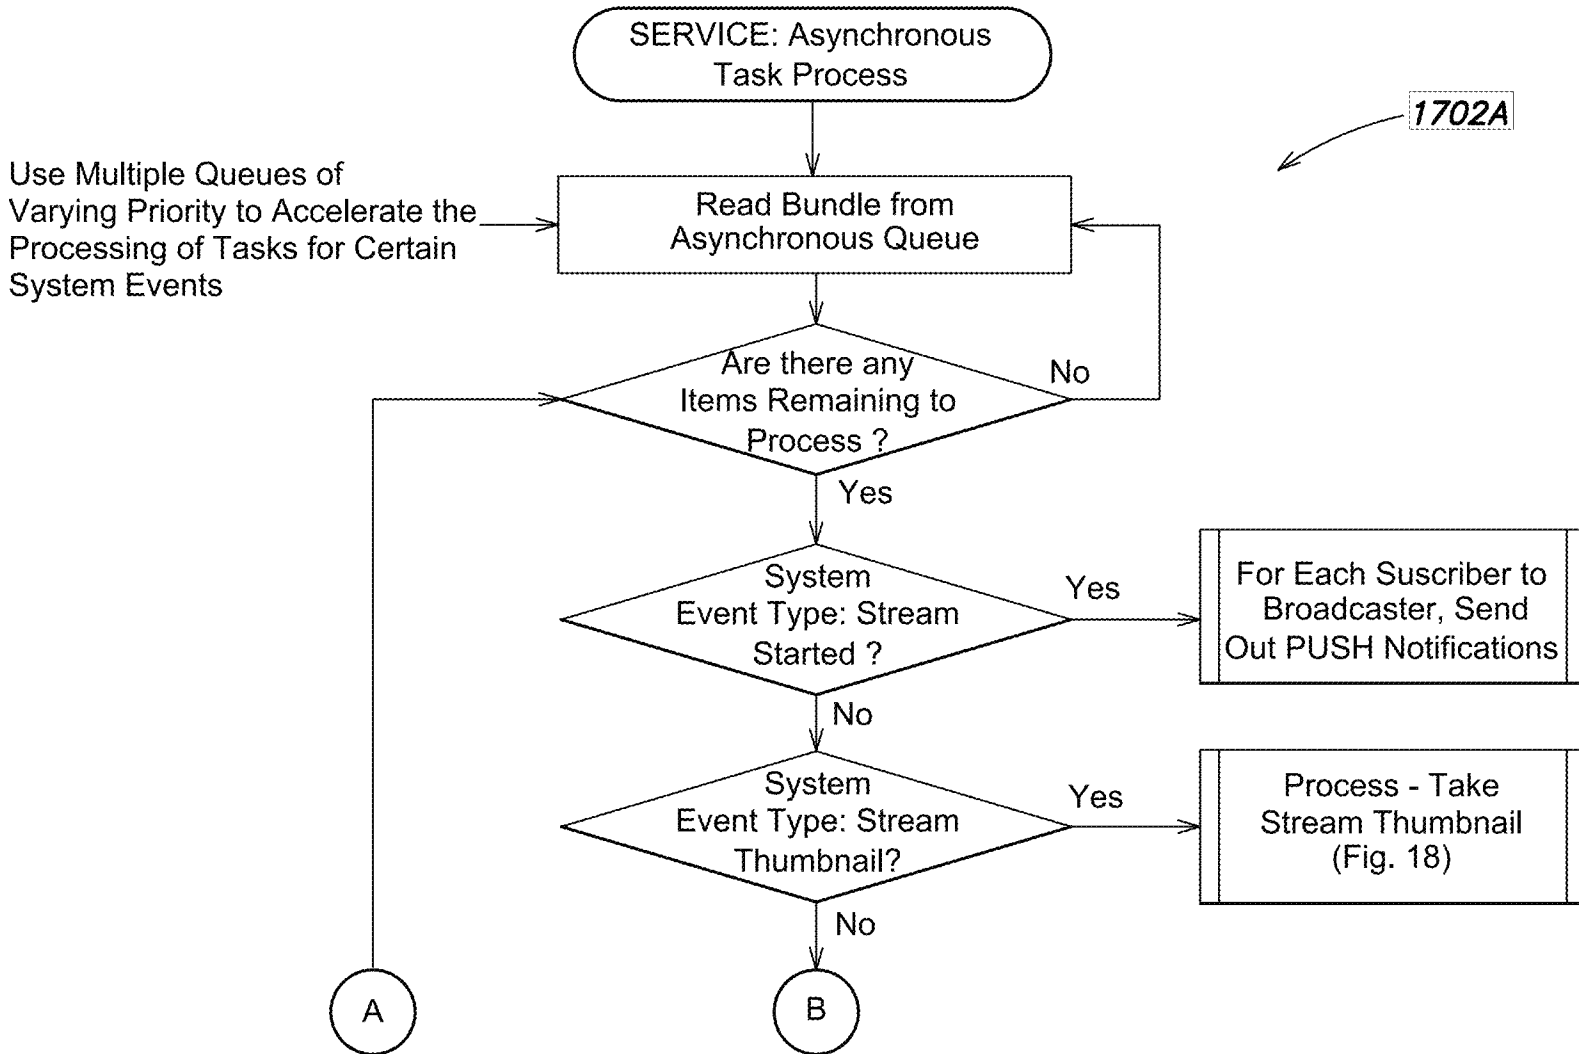 SERVICE: Asynchronous
Task Process
1702A
Use Multiple Queues of
Varying Priority to Accelerate the
Processing of Tasks for Certain
System Events
Read Bundle from
Asynchronous Queue
Are there any
Items Remaining to
Process ?
No
Yes
System
Event Type: Stream
Started ?
Yes
For Each Suscriber to
Broadcaster, Send
Out PUSH Notifications
No
System
Event Type: Stream
Thumbnail?
Yes
Process - Take
Stream Thumbnail
(Fig. 18)
No
A
B